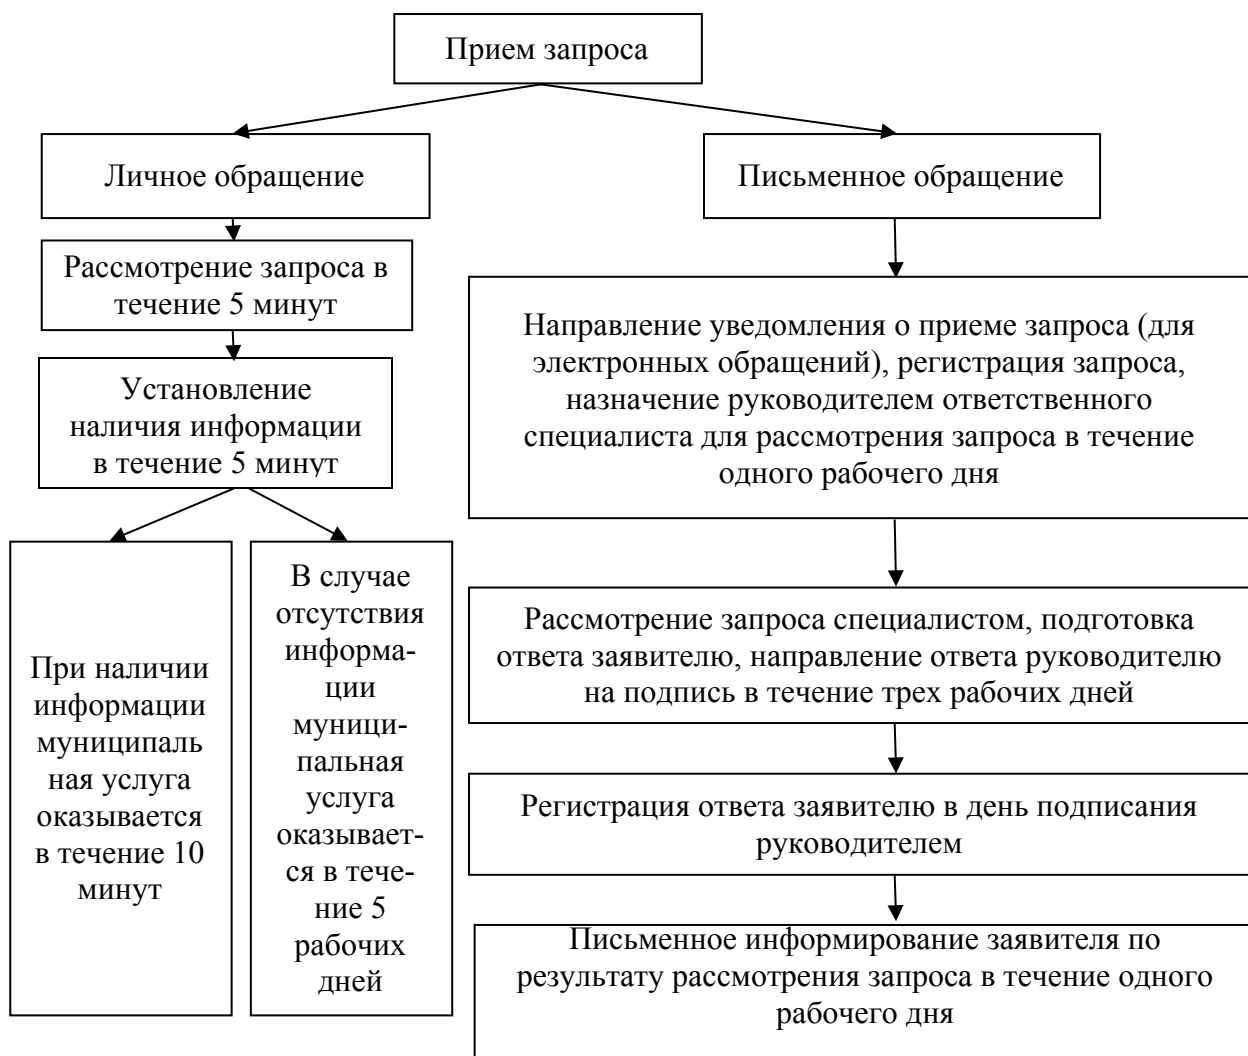 Прием запроса
Личное обращение
Письменное обращение
Рассмотрение запроса в
течение 5 минут
Установление
наличия информации
в течение 5 минут
При наличии
информации
муниципаль
ная услуга
оказывается
в течение 10
минут
В случае
отсутствия
информа-
ции
муници-
пальная
услуга
оказывает-
ся в тече-
ние 5
рабочих
дней
Направление уведомления о приеме запроса (для
электронных обращений), регистрация запроса,
назначение руководителем ответственного
специалиста для рассмотрения запроса в течение
одного рабочего дня
Рассмотрение запроса специалистом, подготовка
ответа заявителю, направление ответа руководителю
на подпись в течение трех рабочих дней
Регистрация ответа заявителю в день подписания
руководителем
Письменное информирование заявителя по
результату рассмотрения запроса в течение одного
рабочего дня